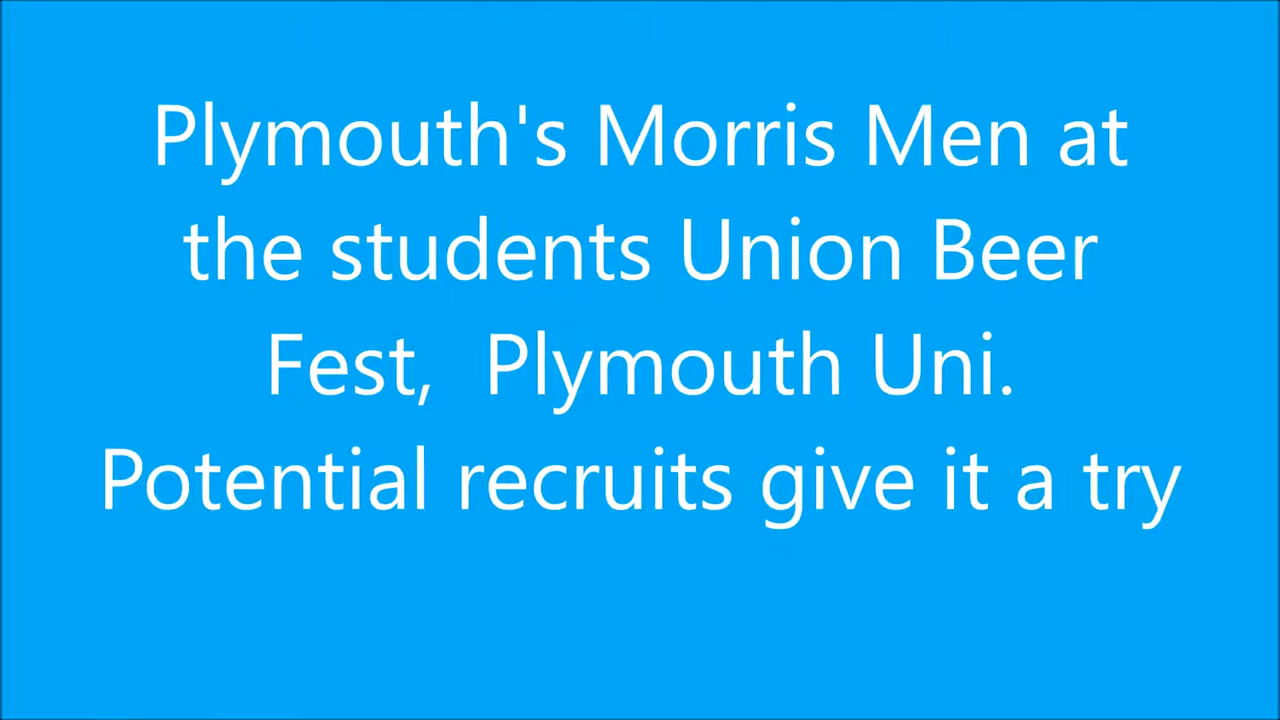 Plymouth's Morris Men at
the students Union Beer
Fest,  Plymouth Uni.
Potential recruits give it a try